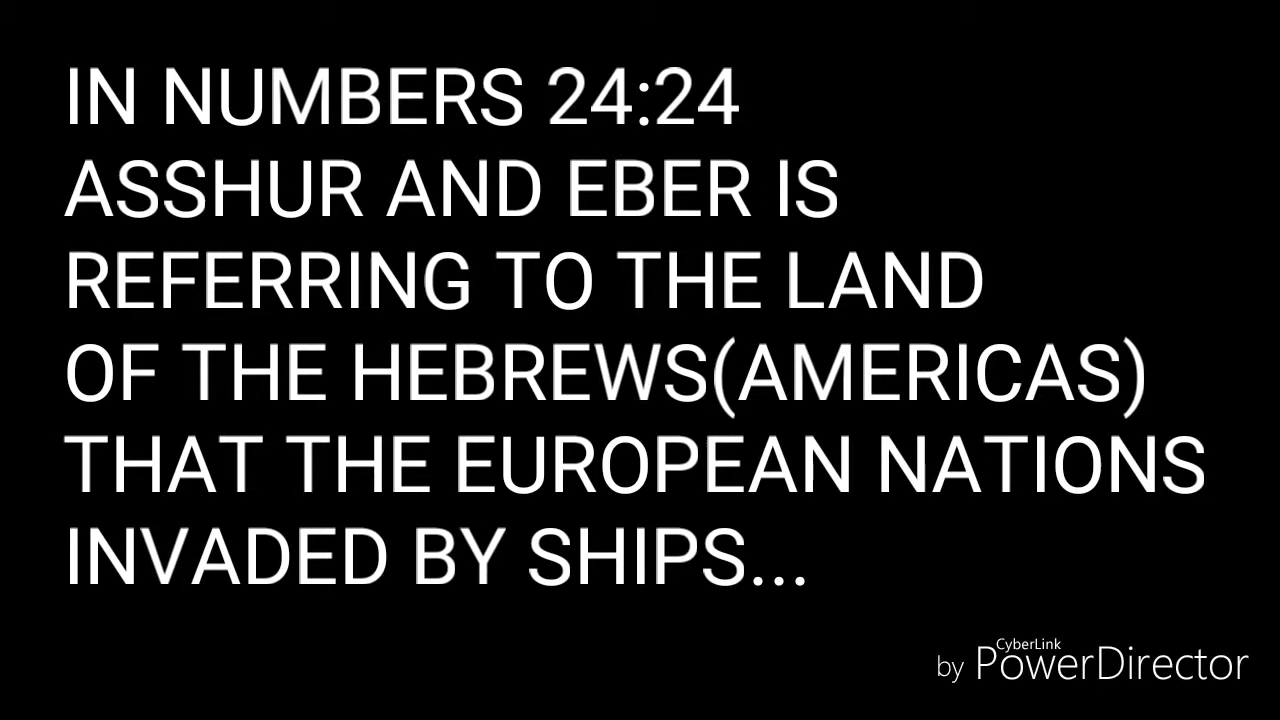 IN NUMBERS 24:24
ASSHUR AND EBER IS
REFERRING TO THE LAND
OF THE HEBREWS(AMERICAS)
THAT THE EUROPEAN NATIONS
INVADED BY SHIPS...
CyberLink
by PowerDirector